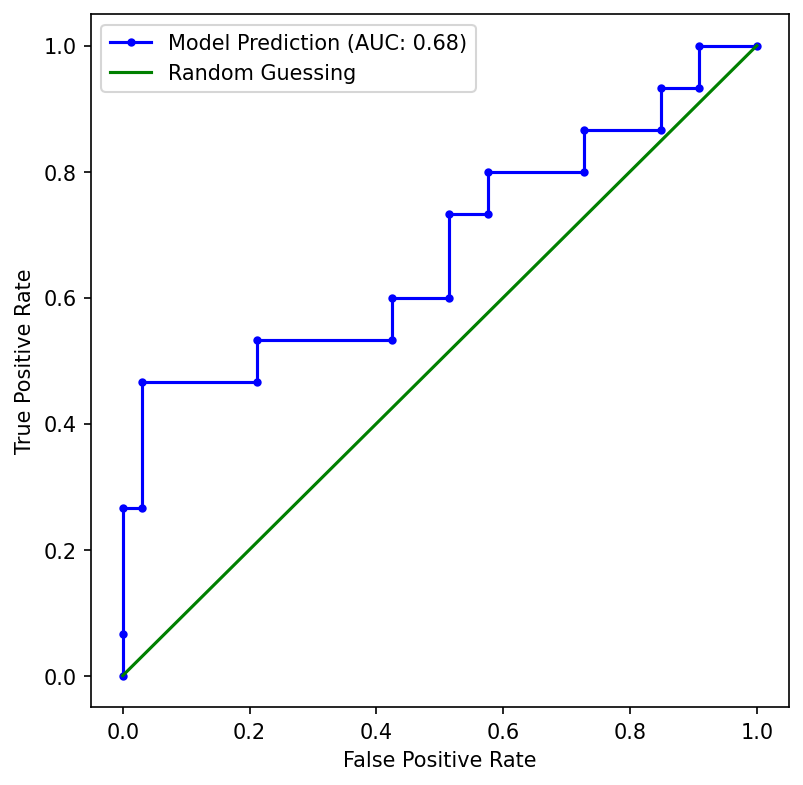 Model Prediction (AUC: 0.68)
Random Guessing
1.0
0.8
0.6
0.4
0.2
0.0
True Positive Rate
0.0 0.2 0.4 0.6 0.8 1.0
False Positive Rate